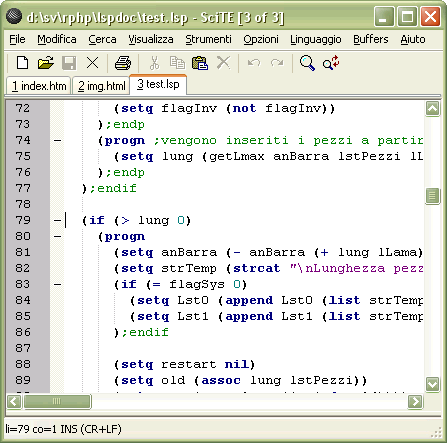 d:\sv\rphp\lspdoc\test.lsp - SciTE [3 of 3]
File Modifica Cerca Visualizza Strumenti Opzioni Linguaggio Buffers Aiuto
1 index.htm 2 img.htm 3 test.lsp
72 (setq flagInv (not flagInv))
73 );endp
74 (progn ;vengono inseriti i pezzi a partir
75 (setq lung (getLmax anBarra lstPezzi lL
76 );endp
77 );endif
78
79 (if (> lung 0)
80 (progn
81 (setq anBarra (- anBarra (+ lung lLama)
82 (setq strTemp (strcat "\nLunghezza pezz
83 (if (= flagSys 0)
84 (setq Lst0 (append Lst0 (list strTemp
85 (setq Lst1 (append Lst1 (list strTemp
86 );endif
87
88 (setq restart nil)
89 (setq old (assoc lung lstPezzi))
li=79 co=1 INS (CR+LF)